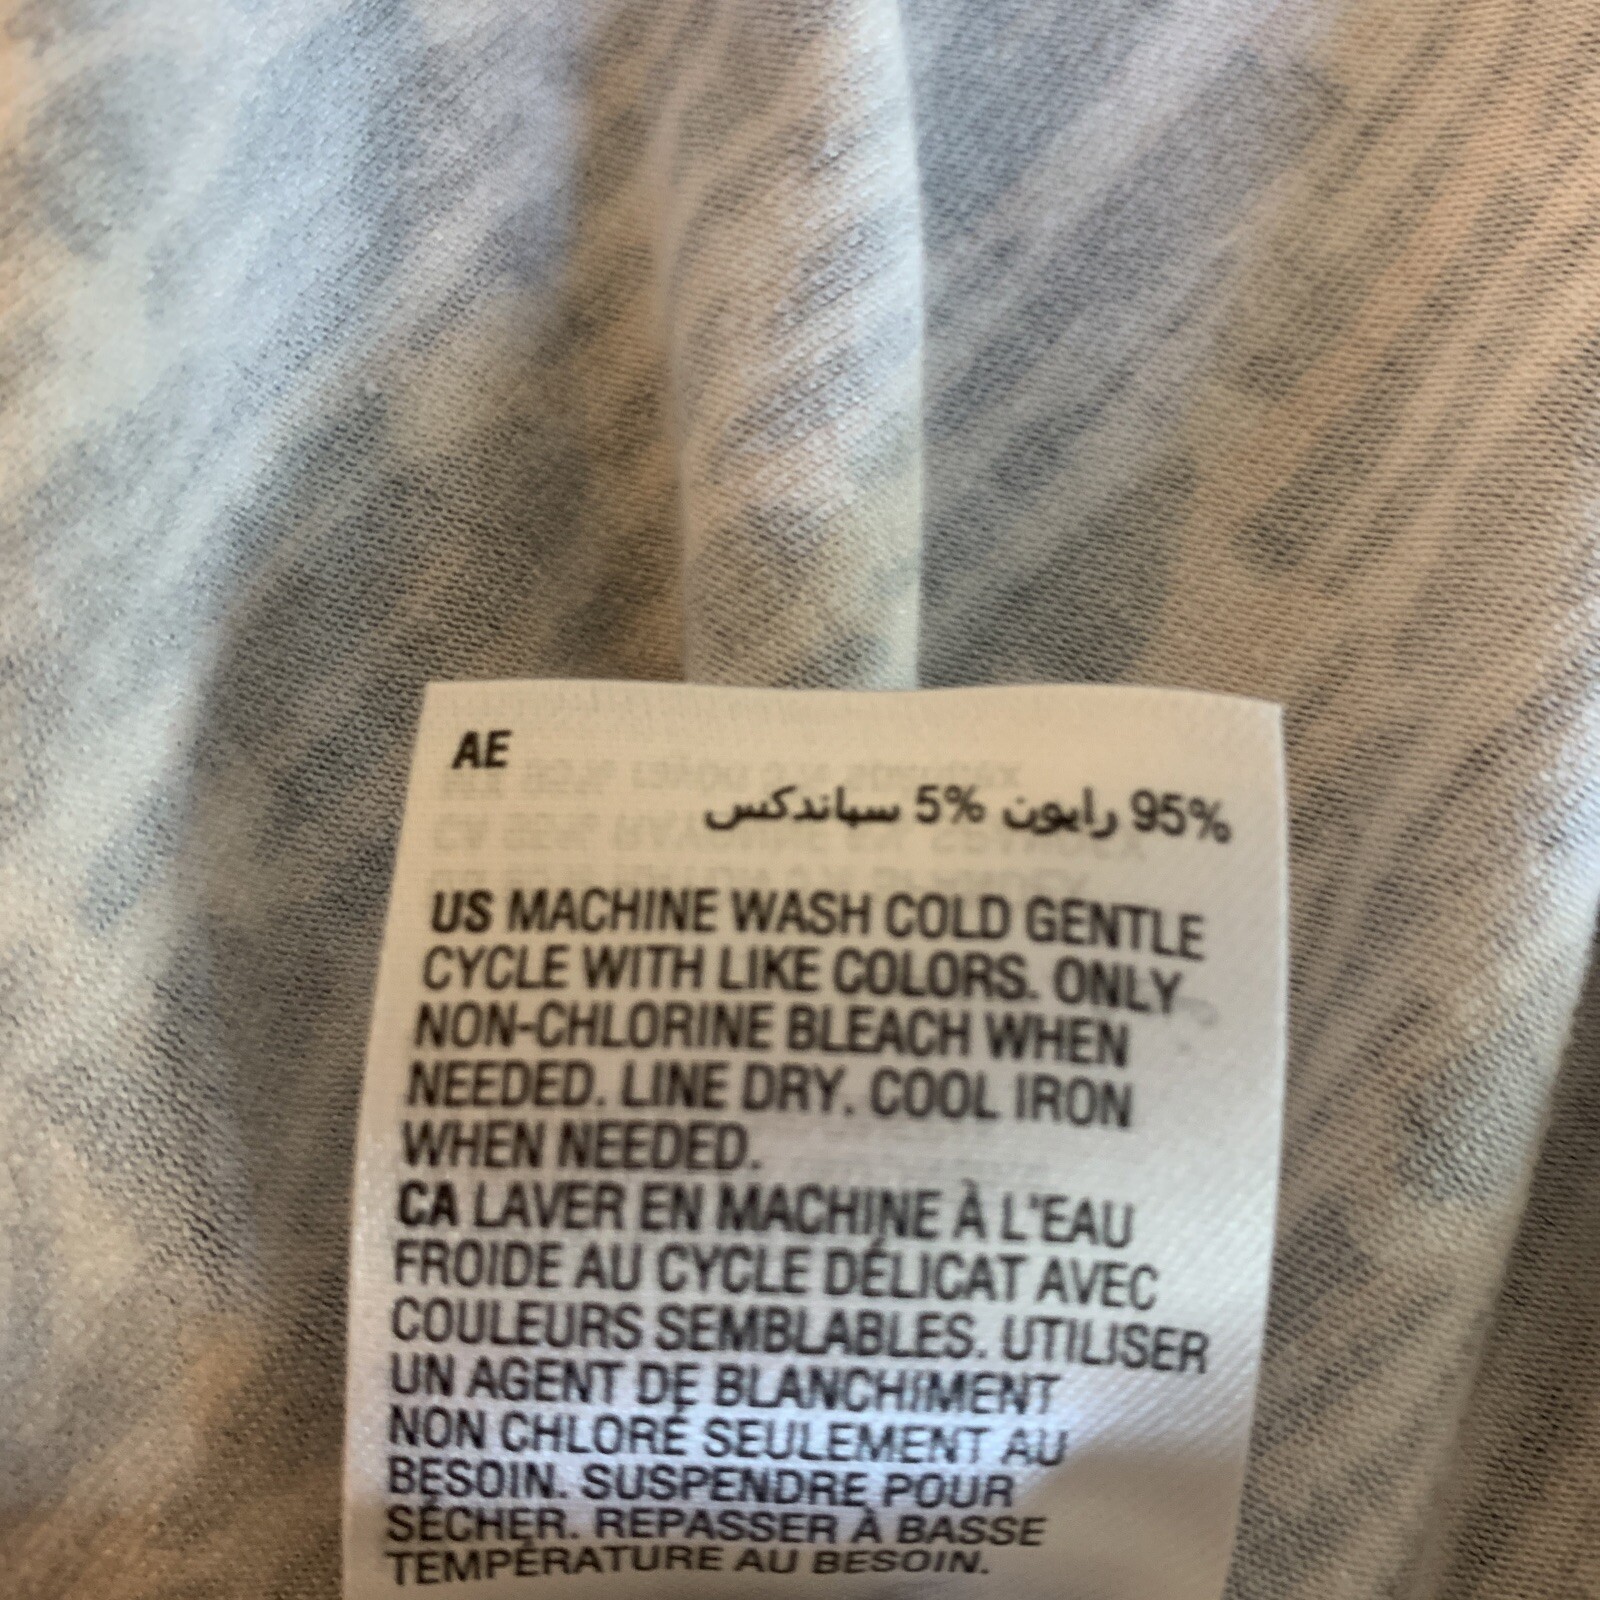 AE
95% رايون 5% سباندكس
US MACHINE WASH COLD GENTLE
CYCLE WITH LIKE COLORS. ONLY
NON-CHLORINE BLEACH WHEN
NEEDED. LINE DRY. COOL IRON
WHEN NEEDED.
CA LAVER EN MACHINE À L'EAU
FROIDE AU CYCLE DÉLICAT AVEC
COULEURS SEMBLABLES. UTILISER
UN AGENT DE BLANCHIMENT
NON CHLORÉ SEULEMENT AU
BESOIN. SUSPENDRE POUR
SÉCHER. REPASSER À BASSE
TEMPÉRATURE AU BESOIN.